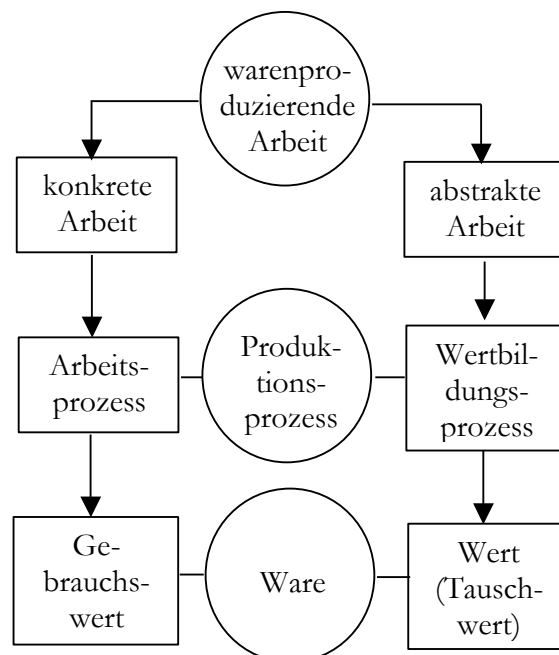 warenpro-
duzierende
Arbeit
konkrete
Arbeit
abstrakte
Arbeit
Arbeits-
prozess
Produk-
tions-
prozess
Wertbil-
dungs-
prozess
Ge-
brauchs-
wert
Ware
Wert
(Tausch-
wert)